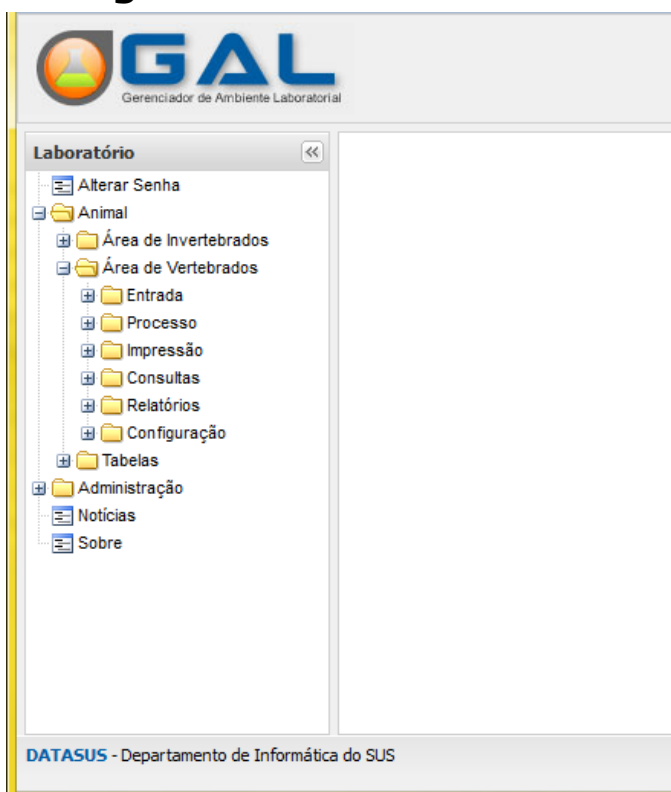 GAL
Gerenciador de Ambiente Laboratorial
Laboratório
Alterar Senha
Animal
Área de Invertebrados
Área de Vertebrados
Entrada
Processo
Impressão
Consultas
Relatórios
Configuração
Tabelas
Administração
Notícias
Sobre
DATASUS - Departamento de Informática do SUS